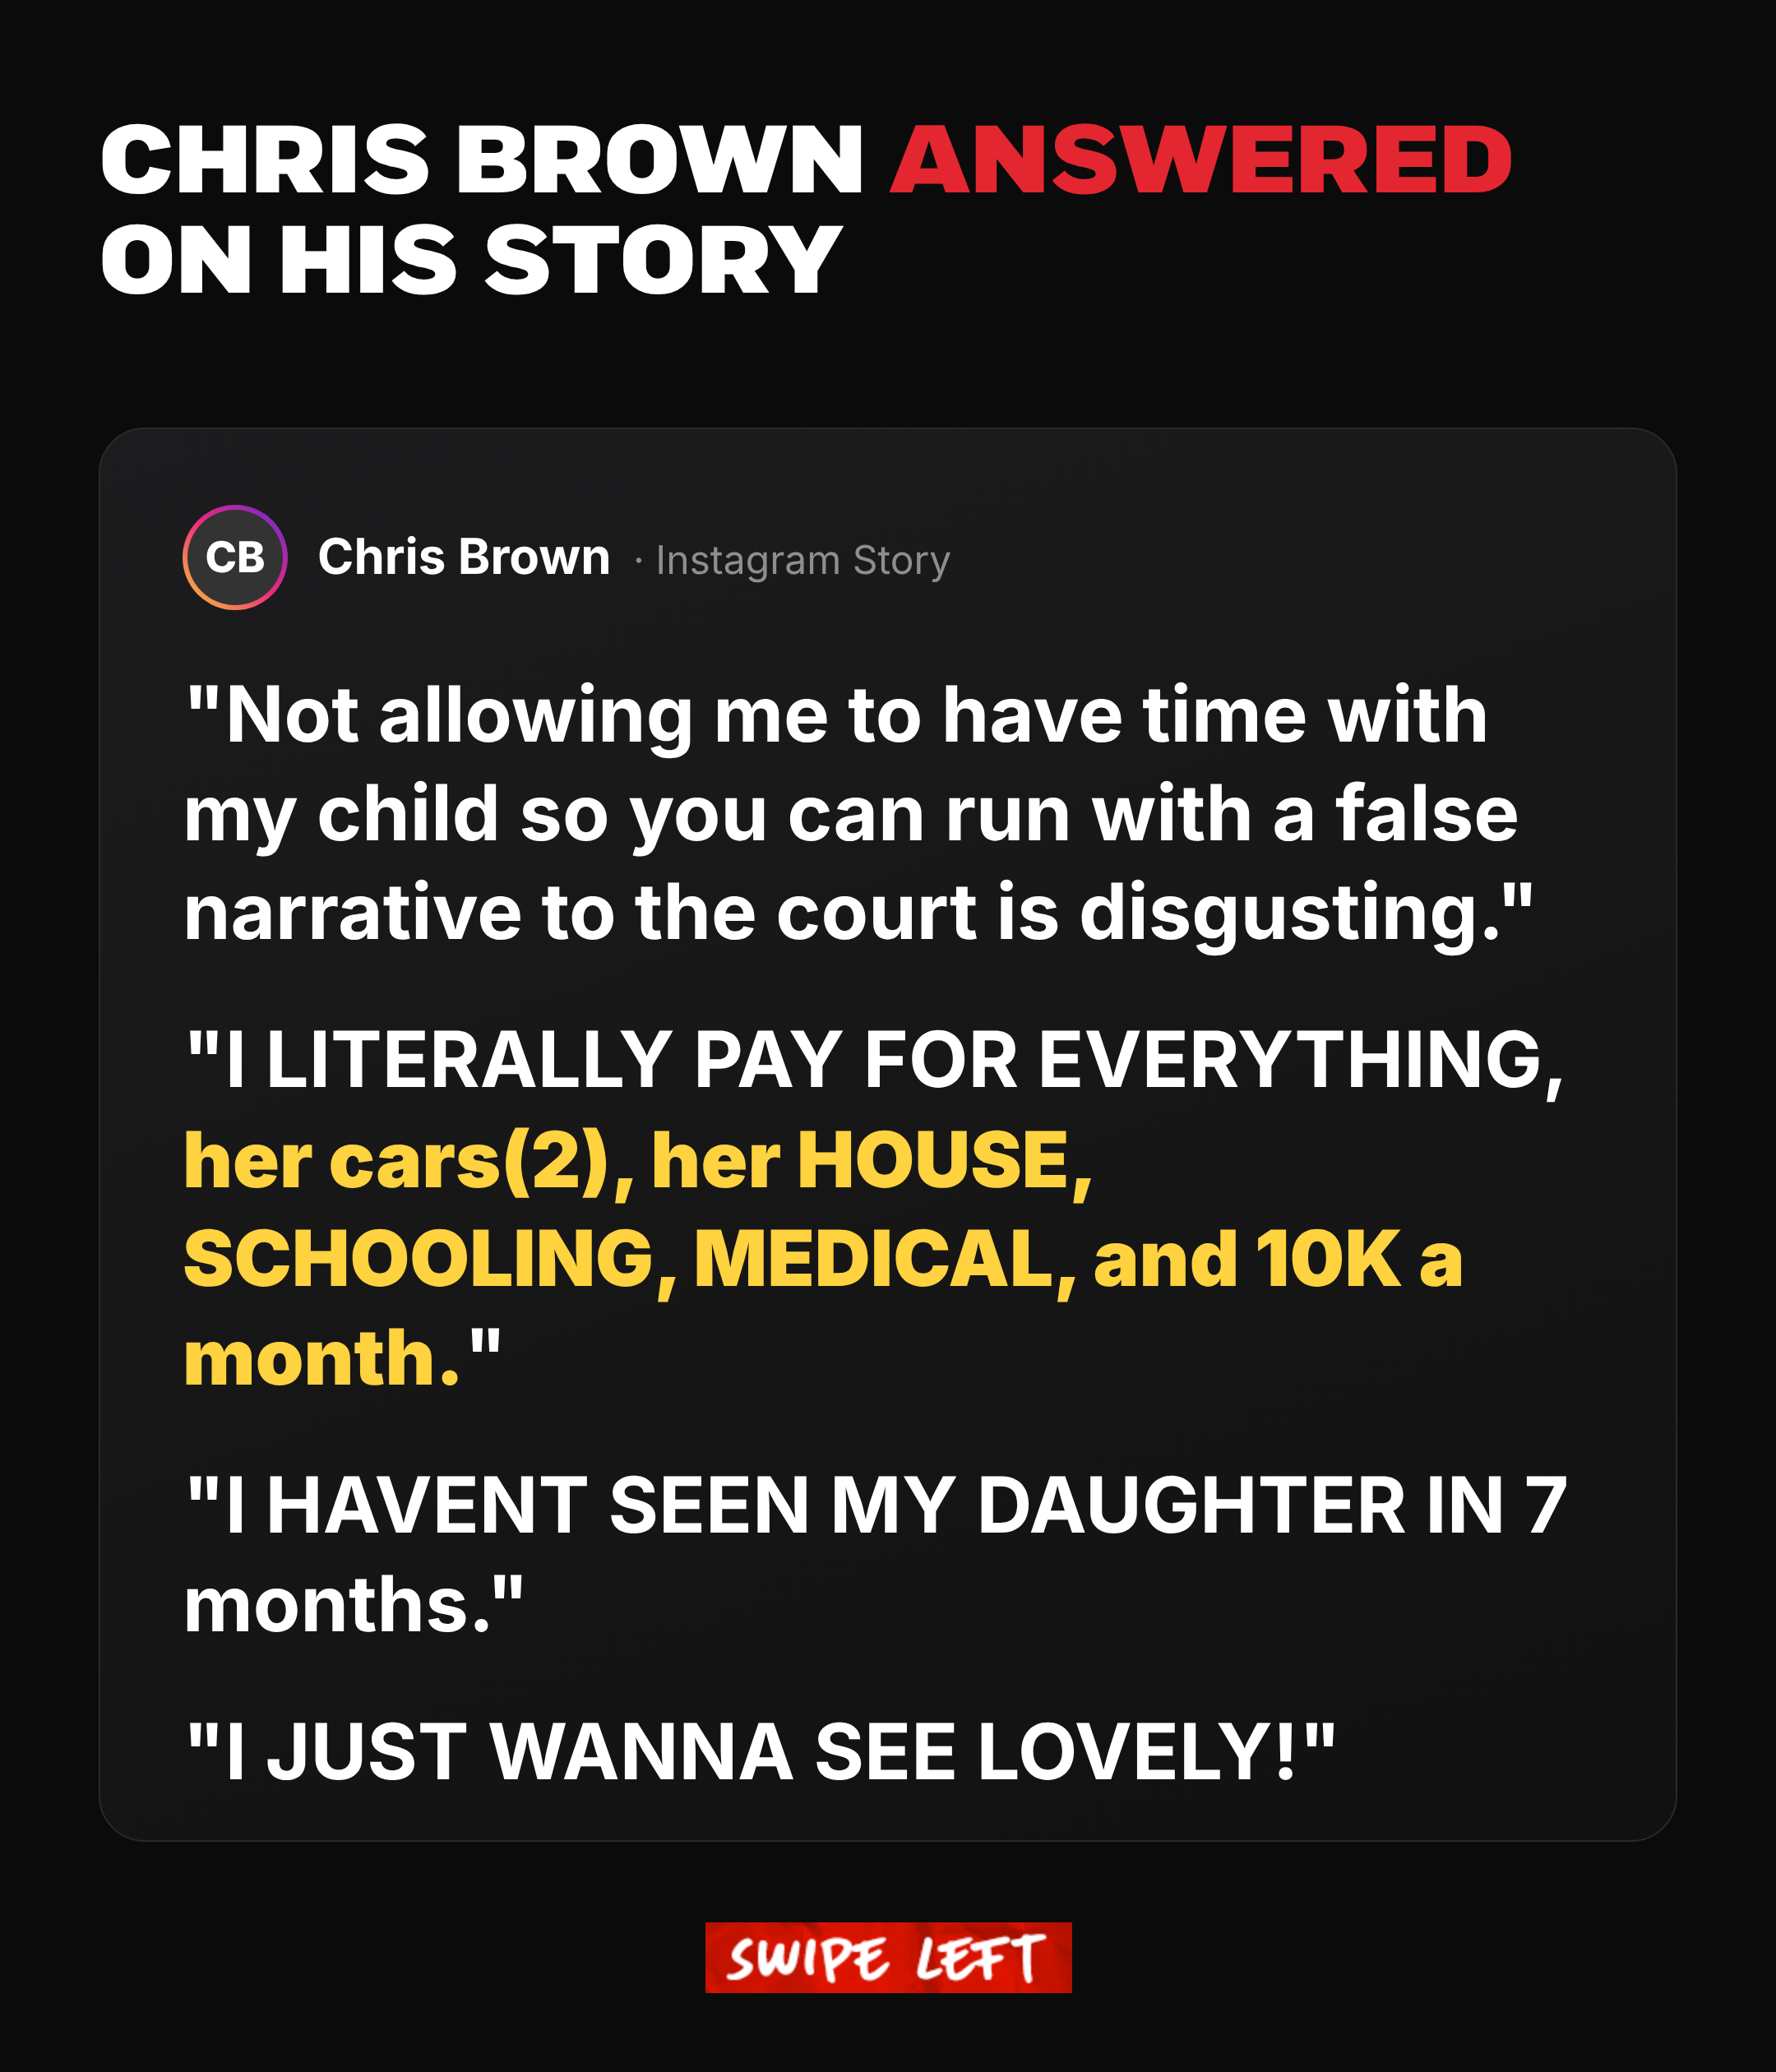 CHRIS BROWN ANSWERED
ON HIS STORY
CB
Chris Brown · Instagram Story
"Not allowing me to have time with
my child so you can run with a false
narrative to the court is disgusting."
"I LITERALLY PAY FOR EVERYTHING,
her cars(2), her HOUSE,
SCHOOLING, MEDICAL, and 10K a
month."
"I HAVENT SEEN MY DAUGHTER IN 7
months."
"I JUST WANNA SEE LOVELY!"
SWIPE LEFT